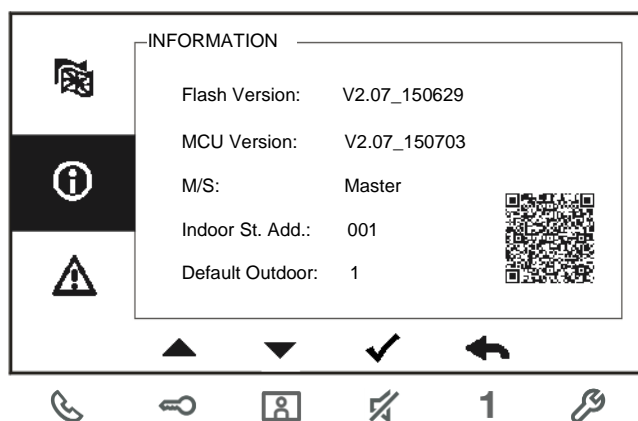 INFORMATION
Flash Version: V2.07_150629
MCU Version: V2.07_150703
M/S: Master
Indoor St. Add.: 001
Default Outdoor: 1
1